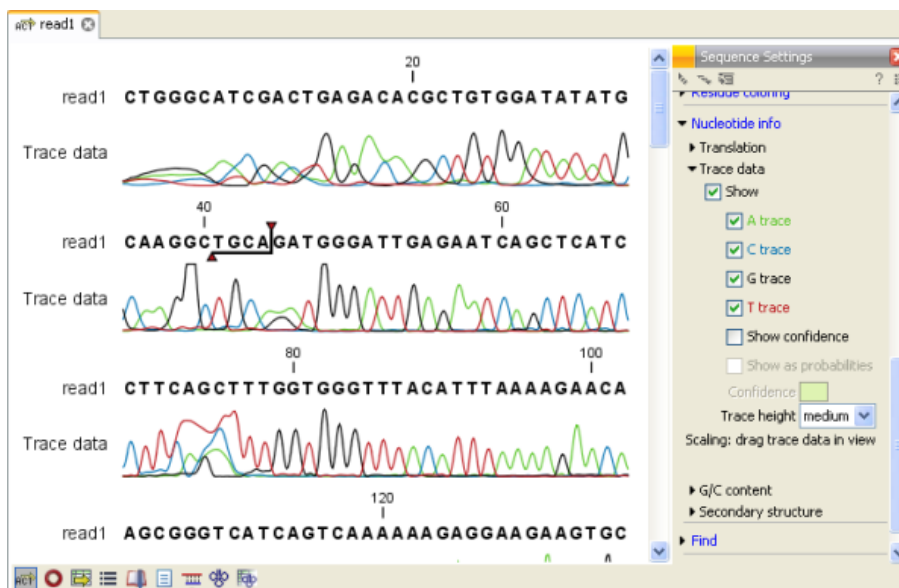 ACT read1
Sequence Settings
20
read1 CTGGGCATCGACTGAGACACGCTGTGGATATATG
Trace data
40 60
read1 CAAGGCTGCAGATGGGATTGAGAATCAGCTCATC
Trace data
80 100
read1 CTTCAGCTTTGGTGGGTTTACATTTAAAAGAACA
Trace data
120
read1 AGCGGGTCATCAGTCAAAAAAGAGGAAGAAGTGC
ACT
?
Residue coloring
Nucleotide info
Translation
Trace data
Show
A trace
C trace
G trace
T trace
Show confidence
Show as probabilities
Confidence
Trace height medium
Scaling: drag trace data in view
G/C content
Secondary structure
Find